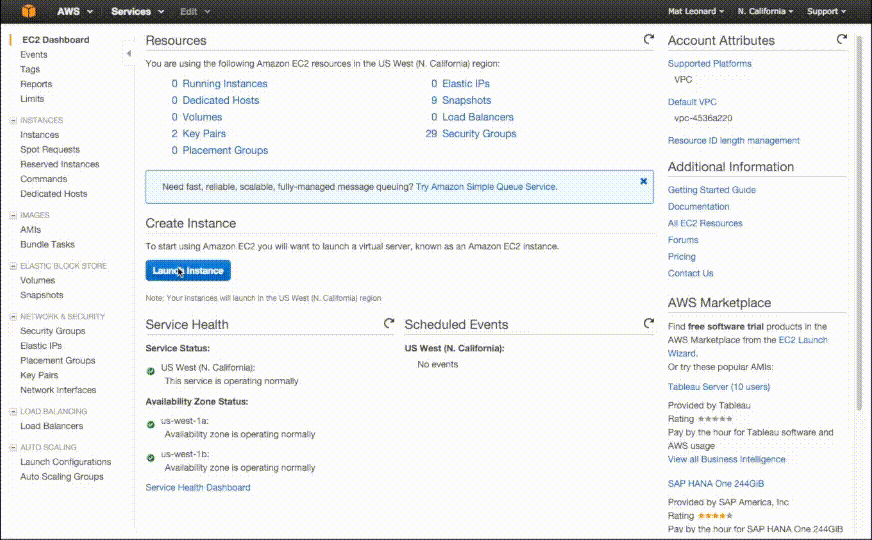 AWS Services Edit Mat Leonard N. California Support
EC2 Dashboard
Events
Tags
Reports
Limits
INSTANCES
Instances
Spot Requests
Reserved Instances
Commands
Dedicated Hosts
IMAGES
AMIs
Bundle Tasks
ELASTIC BLOCK STORE
Volumes
Snapshots
NETWORK & SECURITY
Security Groups
Elastic IPs
Placement Groups
Key Pairs
Network Interfaces
LOAD BALANCING
Load Balancers
AUTO SCALING
Launch Configurations
Auto Scaling Groups
Resources
You are using the following Amazon EC2 resources in the US West (N. California) region:
0 Running Instances 0 Elastic IPs
0 Dedicated Hosts 9 Snapshots
0 Volumes 0 Load Balancers
2 Key Pairs 29 Security Groups
0 Placement Groups
Need fast, reliable, scalable, fully-managed message queuing? Try Amazon Simple Queue Service.
Create Instance
To start using Amazon EC2 you will want to launch a virtual server, known as an Amazon EC2 instance.
Launch Instance
Note: Your instances will launch in the US West (N. California) region
Service Health
Service Status:
US West (N. California):
This service is operating normally
Availability Zone Status:
us-west-1a:
Availability zone is operating normally
us-west-1b:
Availability zone is operating normally
Service Health Dashboard
Scheduled Events
US West (N. California):
No events
Account Attributes
Supported Platforms
VPC
Default VPC
vpc-4536a220
Resource ID length management
Additional Information
Getting Started Guide
Documentation
All EC2 Resources
Forums
Pricing
Contact Us
AWS Marketplace
Find free software trial products in the
AWS Marketplace from the EC2 Launch
Wizard.
Or try these popular AMIs:
Tableau Server (10 users)
Provided by Tableau
Rating
Pay by the hour for Tableau software and
AWS usage
View all Business Intelligence
SAP HANA One 244GiB
Provided by SAP America, Inc
Rating
Pay by the hour for SAP HANA One 244GiB